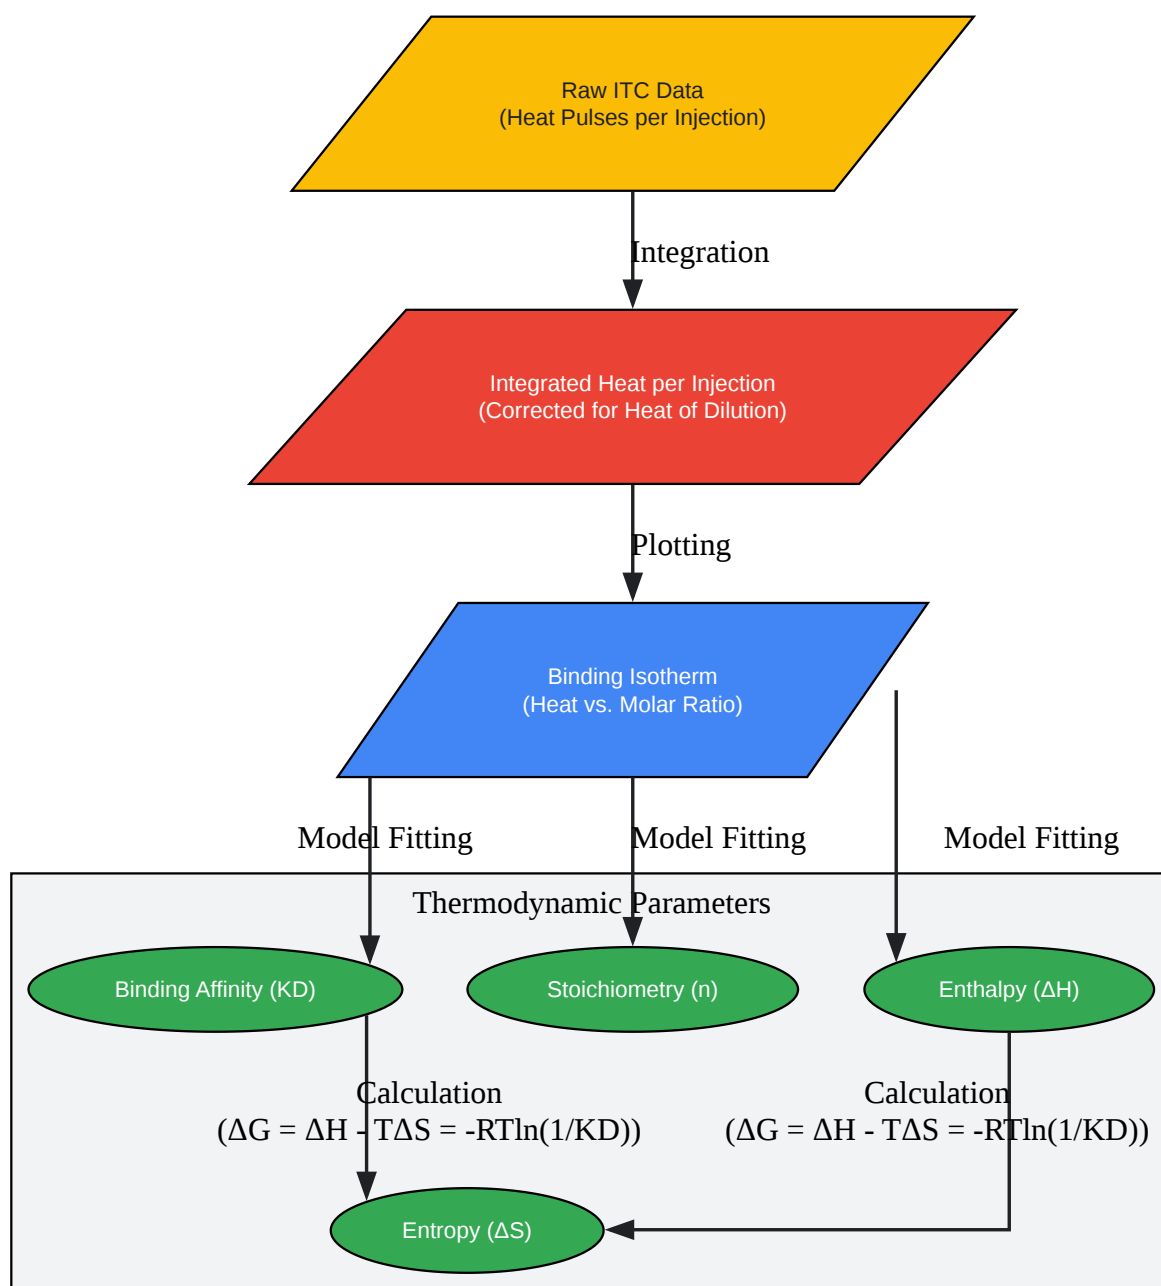 Raw ITC Data
(Heat Pulses per Injection)
Integration
Integrated Heat per Injection
(Corrected for Heat of Dilution)
Plotting
Binding Isotherm
(Heat vs. Molar Ratio)
Model Fitting
Model Fitting
Model Fitting
Thermodynamic Parameters
Binding Affinity (KD)
Stoichiometry (n)
Enthalpy (ΔH)
Calculation
(ΔG = ΔH - TΔS = -RTln(1/KD))
Calculation
(ΔG = ΔH - TΔS = -RTln(1/KD))
Entropy (ΔS)